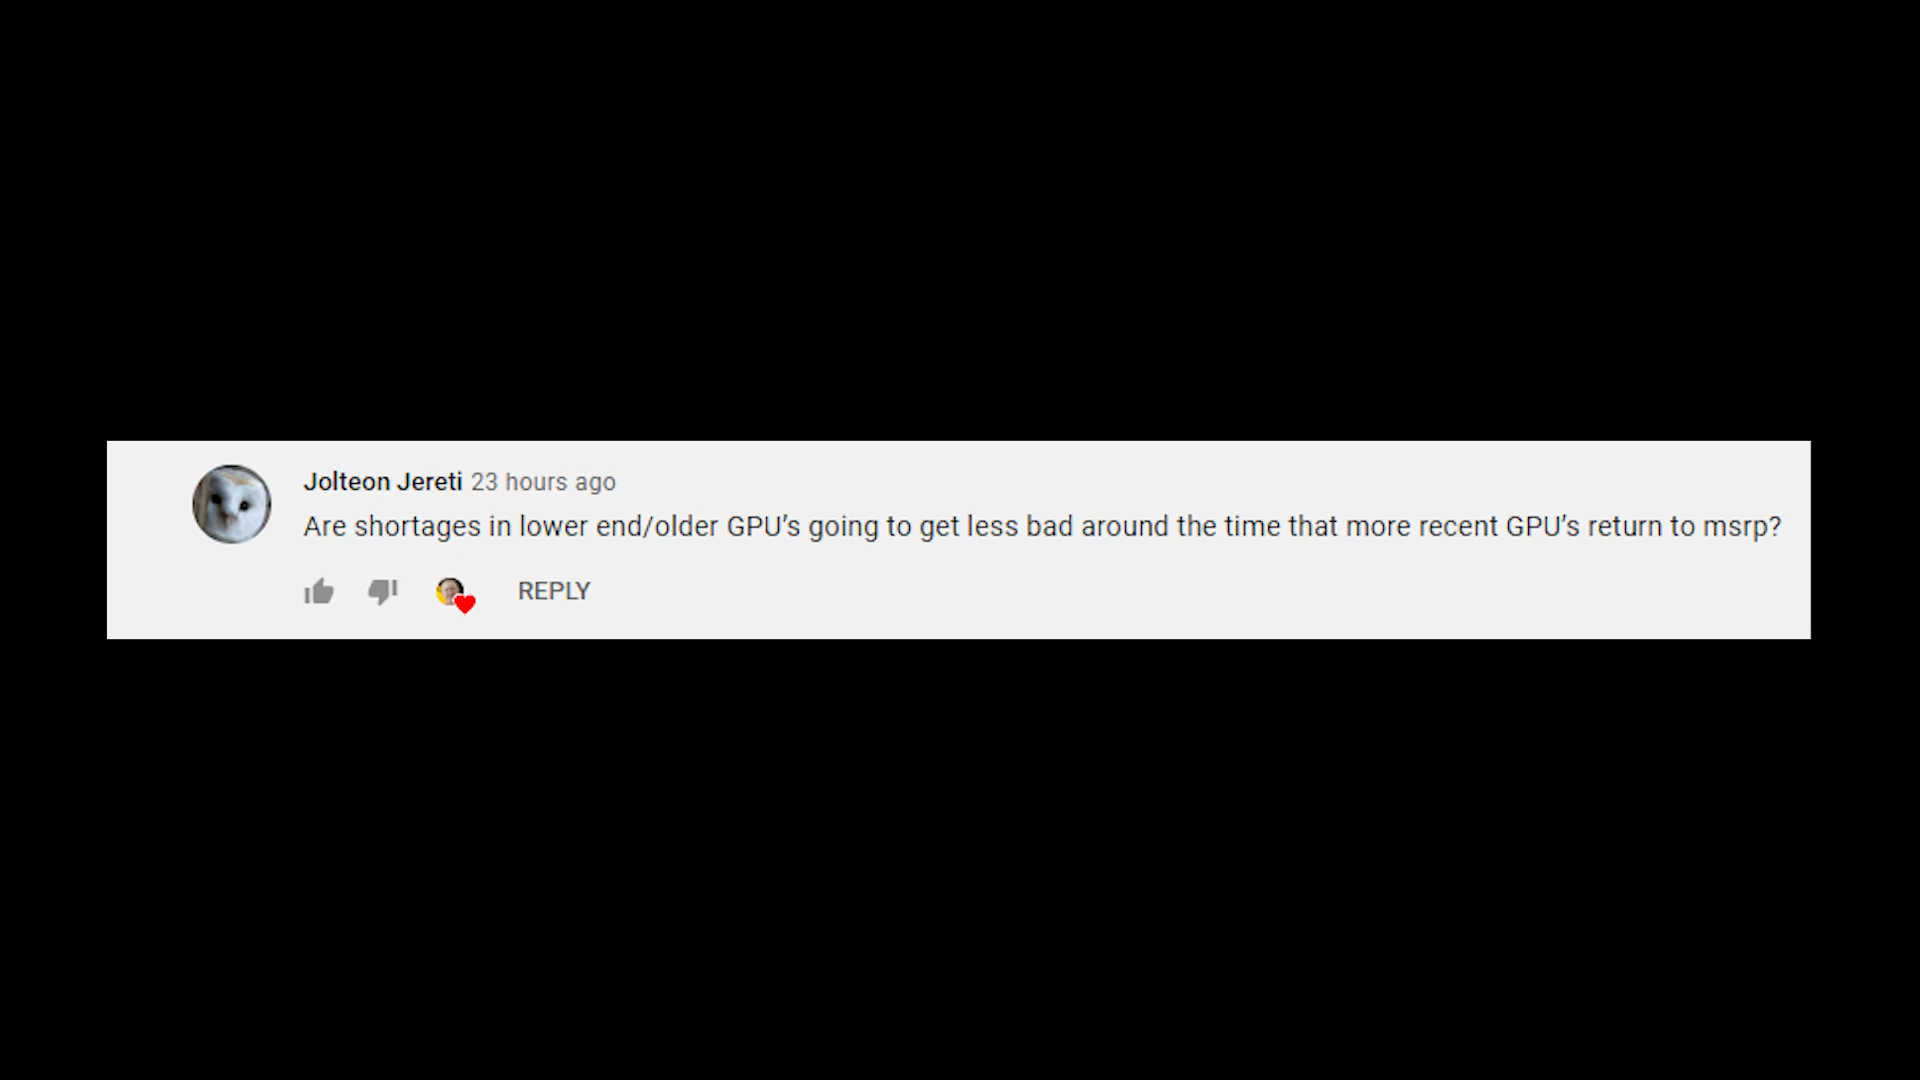 Jolteon Jereti 23 hours ago
Are shortages in lower end/older GPU's going to get less bad around the time that more recent GPU's return to msrp?
REPLY